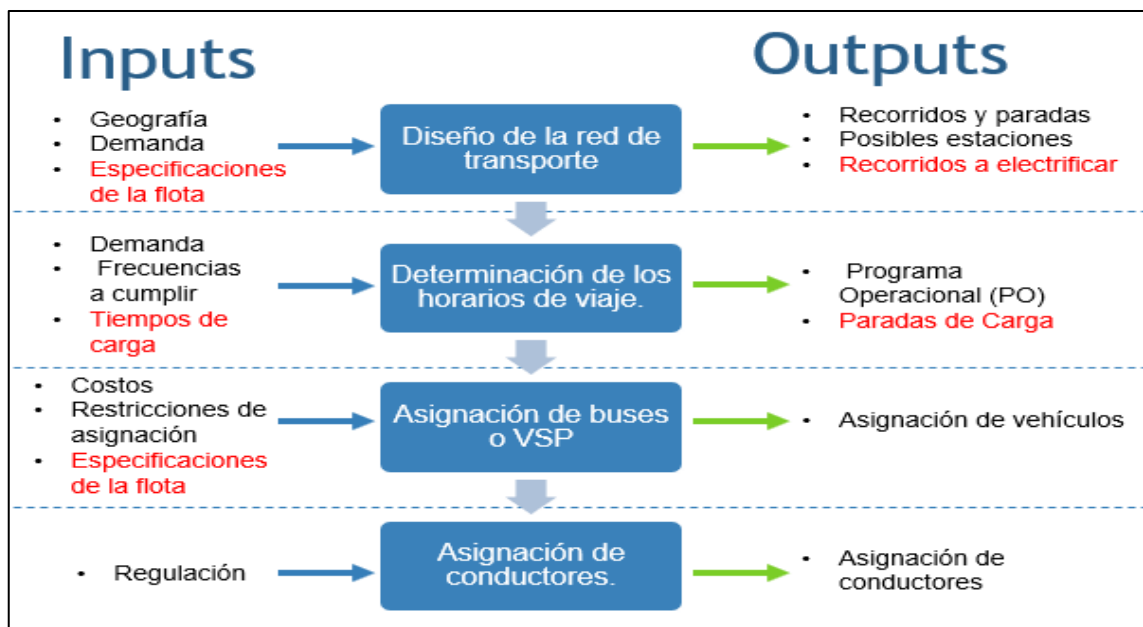 Inputs
Outputs
• Geografía
• Demanda
• Especificaciones
de la flota
Diseño de la red de
transporte
• Recorridos y paradas
• Posibles estaciones
• Recorridos a electrificar
• Demanda
• Frecuencias
a cumplir
• Tiempos de
carga
Determinación de los
horarios de viaje.
• Programa
Operacional (PO)
• Paradas de Carga
• Costos
• Restricciones de
asignación
• Especificaciones
de la flota
Asignación de buses
o VSP
• Asignación de vehículos
• Regulación
Asignación de
conductores.
• Asignación de
conductores